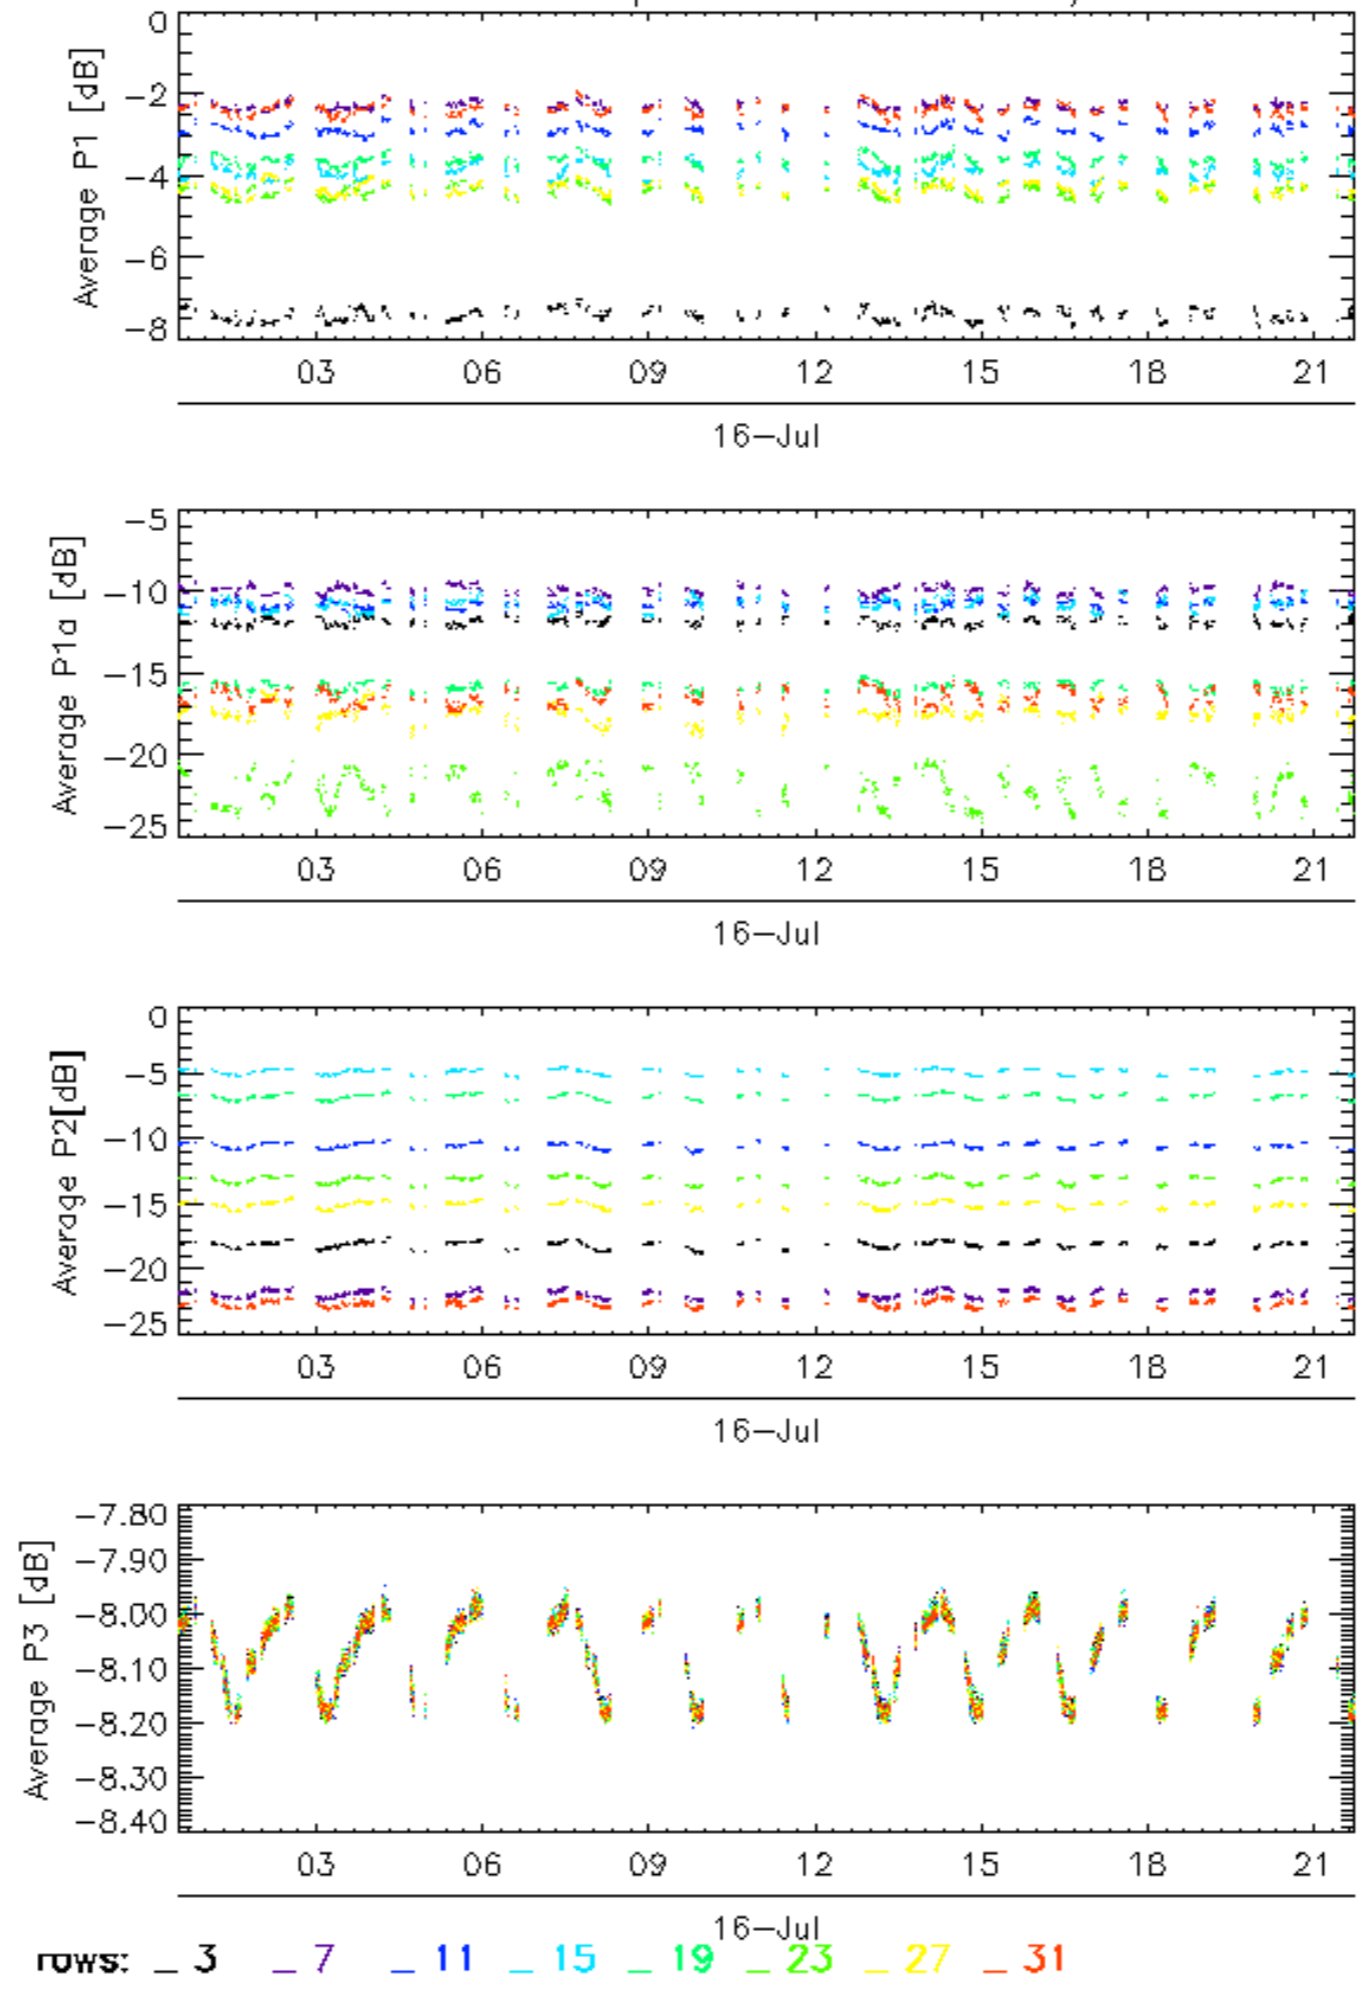 0
−2
−4
−6
−8
Average P1 [dB]
03 06 09 12 15 18 21
16−Jul
−5
−10
−15
−20
−25
Average P1a [dB]
03 06 09 12 15 18 21
16−Jul
0
−5
−10
−15
−20
−25
Average P2[dB]
03 06 09 12 15 18 21
16−Jul
−7.80
−7.90
−8.00
−8.10
−8.20
−8.30
−8.40
Average P3 [dB]
03 06 09 12 15 18 21
16−Jul
rows: _ 3 _ 7 _ 11 _ 15 _ 19 _ 23 _ 27 _ 31